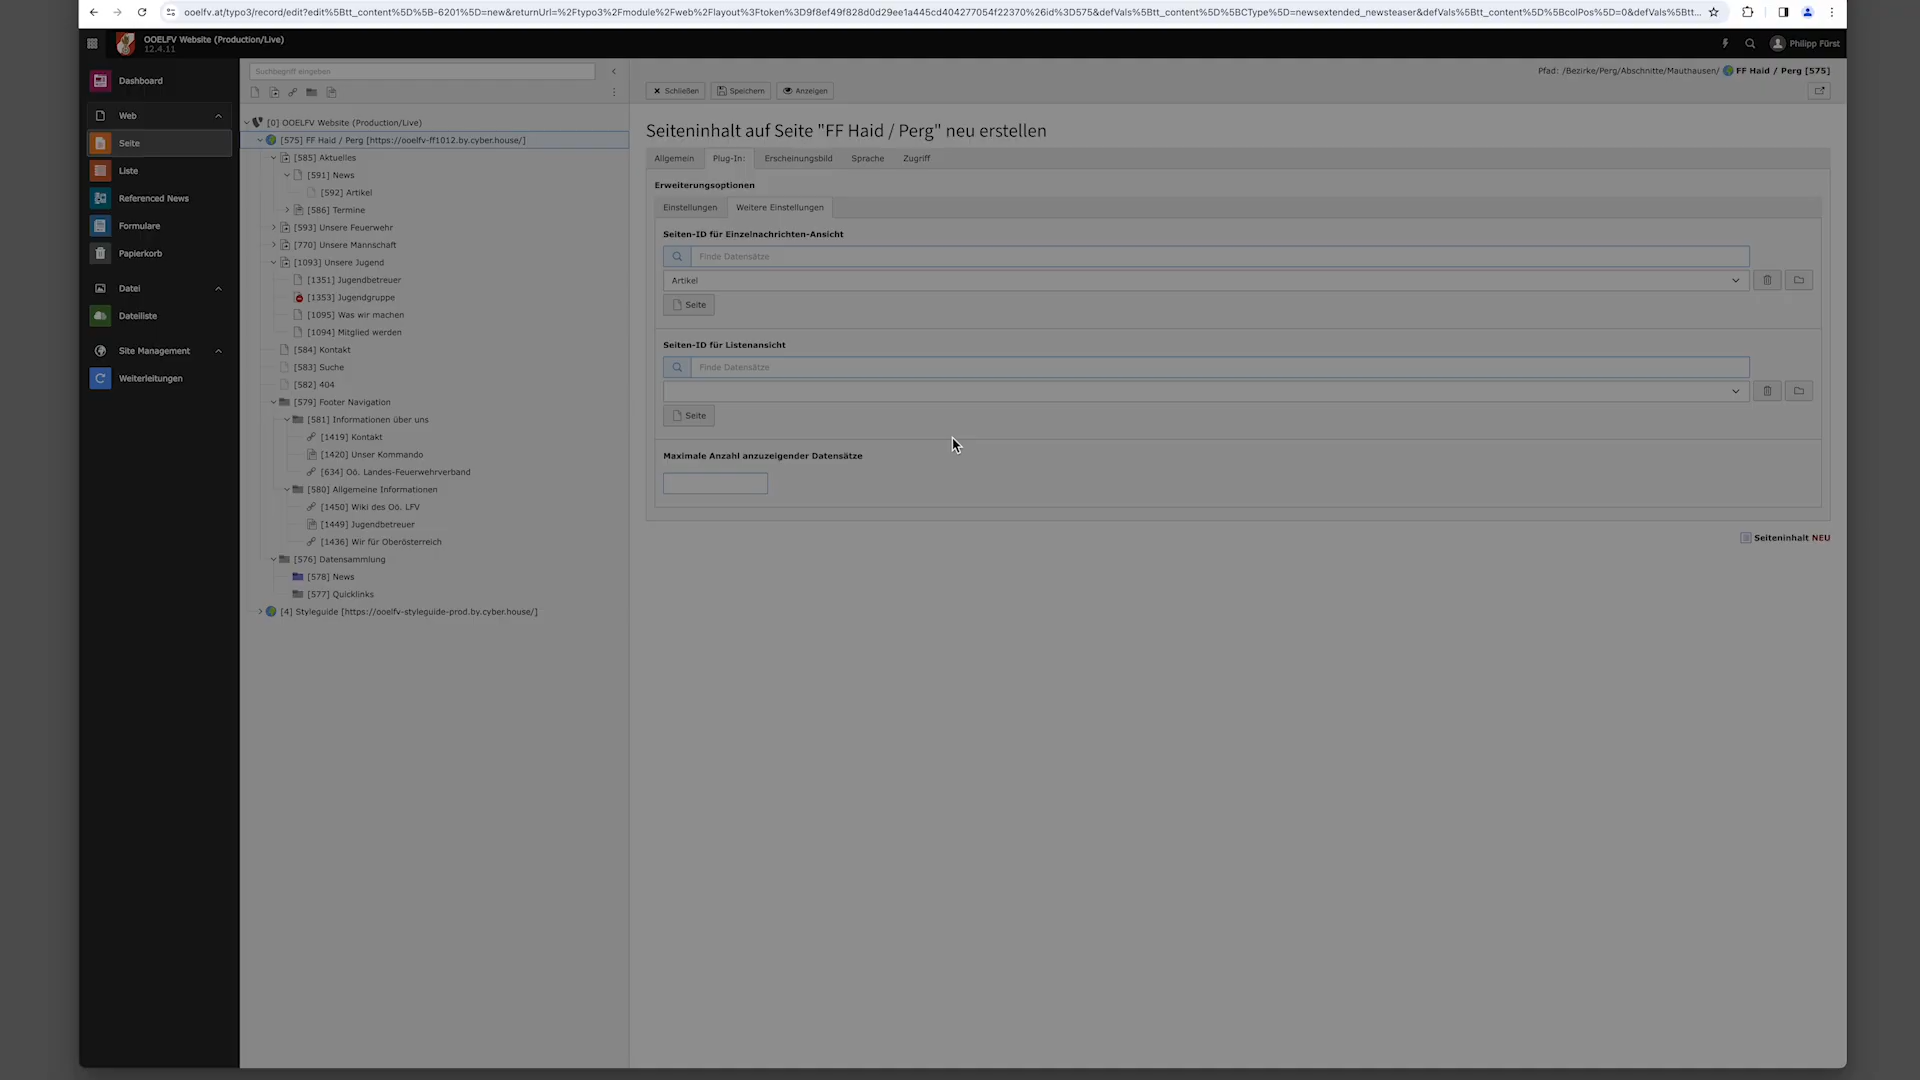 ooelfv.at/typo3/record/edit?edit%5Btt_content%5D%5B-6201%5D=new&returnUrl=%2Ftypo3%2Fmodule%2Fweb%2Flayout%3Ftoken%3D9f8ef49f828d0d29ee1a445cd404277054f22370%26id%3D575&defVals%5Btt_content%5D%5BCType%5D=newsextended_newsteaser&defVals%5Btt_content%5D%5BcolPos%5D=0&defVals%5Btt...
OOELFV Website (Production/Live)
12.4.11
Philipp Fürst
Dashboard
Web
Seite
Liste
Referenced News
Formulare
Papierkorb
Datei
Dateiliste
Site Management
Weiterleitungen
Suchbegriff eingeben
[0] OOELFV Website (Production/Live)
[575] FF Haid / Perg [https://ooelfv-ff1012.by.cyber.house/]
[585] Aktuelles
[591] News
[592] Artikel
[586] Termine
[593] Unsere Feuerwehr
[770] Unsere Mannschaft
[1093] Unsere Jugend
[1351] Jugendbetreuer
[1353] Jugendgruppe
[1095] Was wir machen
[1094] Mitglied werden
[584] Kontakt
[583] Suche
[582] 404
[579] Footer Navigation
[581] Informationen über uns
[1419] Kontakt
[1420] Unser Kommando
[634] Oö. Landes-Feuerwehrverband
[580] Allgemeine Informationen
[1450] Wiki des Oö. LFV
[1449] Jugendbetreuer
[1436] Wir für Oberösterreich
[576] Datensammlung
[578] News
[577] Quicklinks
[4] Styleguide [https://ooelfv-styleguide-prod.by.cyber.house/]
Pfad: /Bezirke/Perg/Abschnitte/Mauthausen/ FF Haid / Perg [575]
Schließen Speichern Anzeigen
Seiteninhalt auf Seite "FF Haid / Perg" neu erstellen
Allgemein Plug-In: Erscheinungsbild Sprache Zugriff
Erweiterungsoptionen
Einstellungen Weitere Einstellungen
Seiten-ID für Einzelnachrichten-Ansicht
Finde Datensätze
Artikel
Seite
Seiten-ID für Listenansicht
Finde Datensätze
Seite
Maximale Anzahl anzuzeigender Datensätze
Seiteninhalt NEU